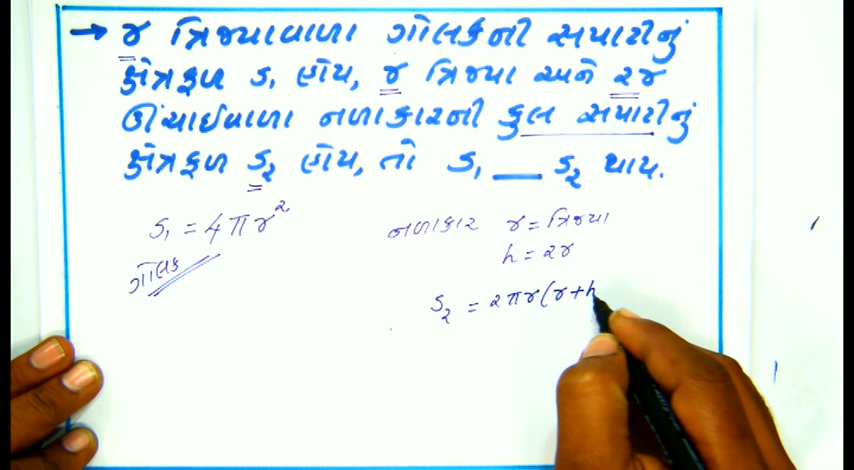 → r ત્રિજ્યાવાળા ગોલકની સપાટીનું
ક્ષેત્રફળ S₁ હોય, r ત્રિજ્યા અને 2r
ઊંચાઈવાળા નળાકારની કુલ સપાટીનું
ક્ષેત્રફળ S₂ હોય, તો S₁ __ S₂ થાય.
S₁ = 4πr²
ગોલક
નળાકાર r = ત્રિજ્યા
h = 2r
S₂ = 2πr(r+h